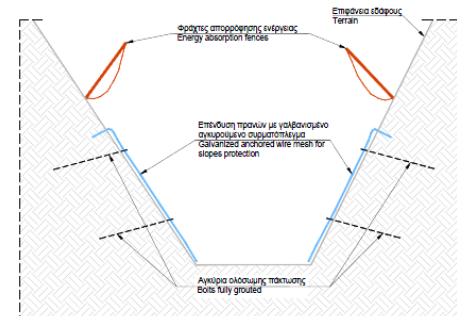 Επιφάνεια εδάφους
Terrain
Φράχτες απορρόφησης ενέργειας
Energy absorption fences
Επένδυση πρανών με γαλβανισμένο
αγκυρούμενο συρματόπλεγμα
Galvanized anchored wire mesh for
slopes protection
Αγκύρια ολόσωμης πάκτωσης
Bolts fully grouted